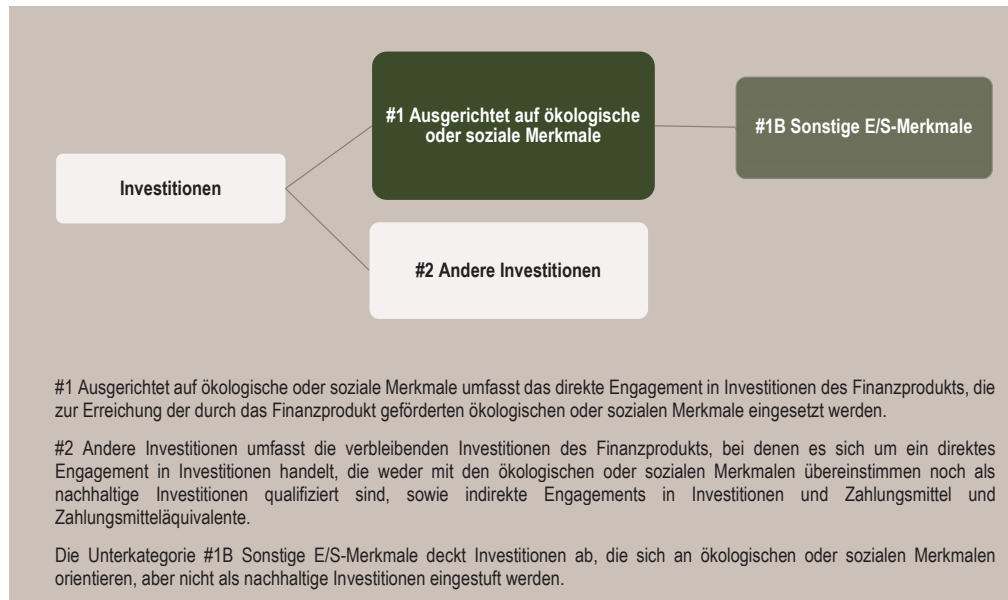 #1 Ausgerichtet auf ökologische
oder soziale Merkmale
#1B Sonstige E/S-Merkmale
Investitionen
#2 Andere Investitionen
#1 Ausgerichtet auf ökologische oder soziale Merkmale umfasst das direkte Engagement in Investitionen des Finanzprodukts, die
zur Erreichung der durch das Finanzprodukt geförderten ökologischen oder sozialen Merkmale eingesetzt werden.
#2 Andere Investitionen umfasst die verbleibenden Investitionen des Finanzprodukts, bei denen es sich um ein direktes
Engagement in Investitionen handelt, die weder mit den ökologischen oder sozialen Merkmalen übereinstimmen noch als
nachhaltige Investitionen qualifiziert sind, sowie indirekte Engagements in Investitionen und Zahlungsmittel und
Zahlungsmitteläquivalente.
Die Unterkategorie #1B Sonstige E/S-Merkmale deckt Investitionen ab, die sich an ökologischen oder sozialen Merkmalen
orientieren, aber nicht als nachhaltige Investitionen eingestuft werden.